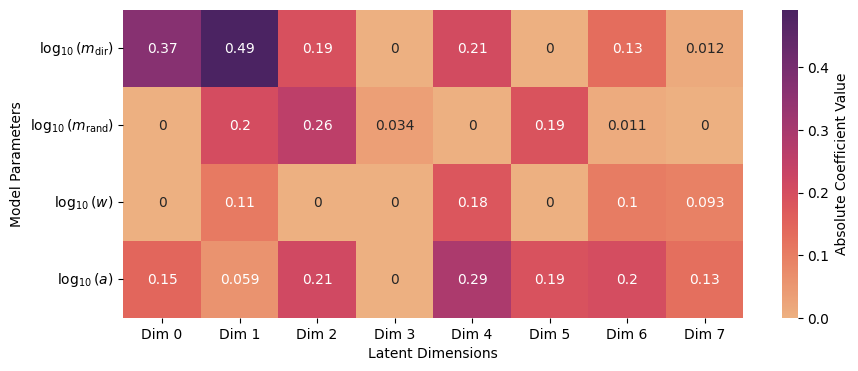 log₁₀(m_dir) 0.37 0.49 0.19 0 0.21 0 0.13 0.012
log₁₀(m_rand) 0 0.2 0.26 0.034 0 0.19 0.011 0
log₁₀(w) 0 0.11 0 0 0.18 0 0.1 0.093
log₁₀(a) 0.15 0.059 0.21 0 0.29 0.19 0.2 0.13
Dim 0 Dim 1 Dim 2 Dim 3 Dim 4 Dim 5 Dim 6 Dim 7
Latent Dimensions
Model Parameters
0.4
0.3
0.2
0.1
0.0
Absolute Coefficient Value